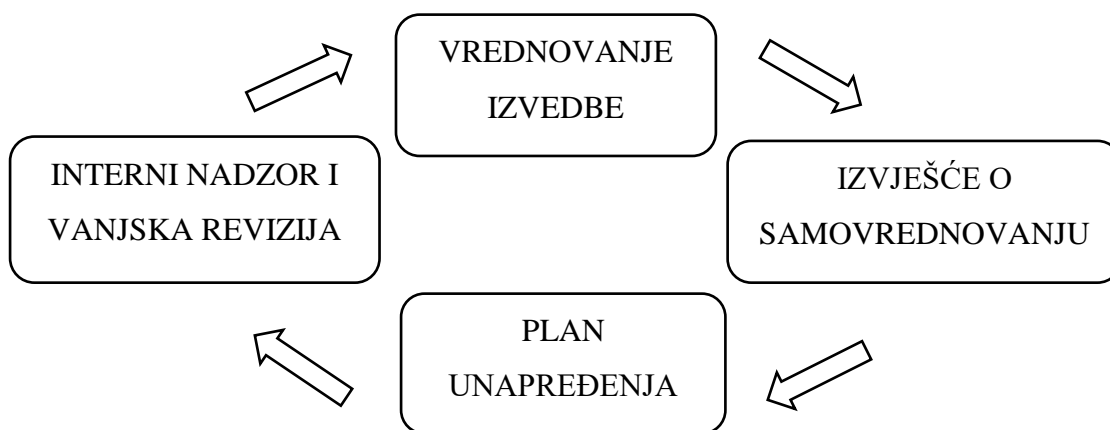 VREDNOVANJE
IZVEDBE
INTERNI NADZOR I
VANJSKA REVIZIJA
IZVJEŠĆE O
SAMOVREDNOVANJU
PLAN
UNAPREĐENJA